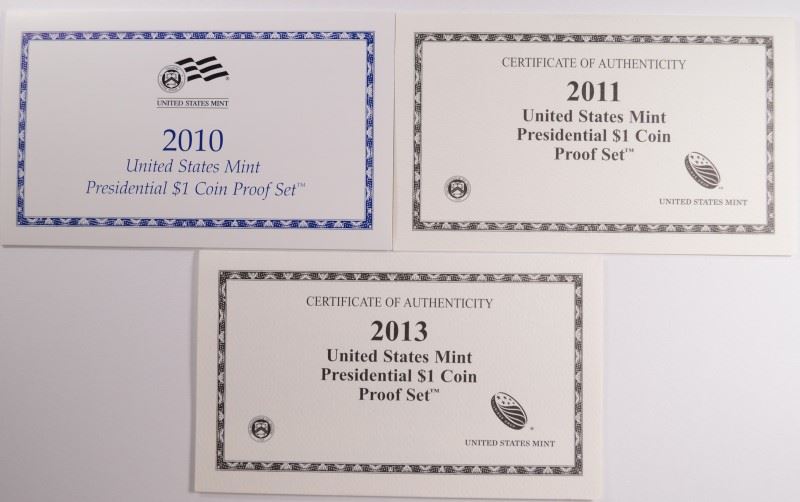 UNITED STATES MINT
2010
United States Mint
Presidential $1 Coin Proof Set™
CERTIFICATE OF AUTHENTICITY
2011
United States Mint
Presidential $1 Coin
Proof Set™
UNITED STATES MINT
CERTIFICATE OF AUTHENTICITY
2013
United States Mint
Presidential $1 Coin
Proof Set™
UNITED STATES MINT